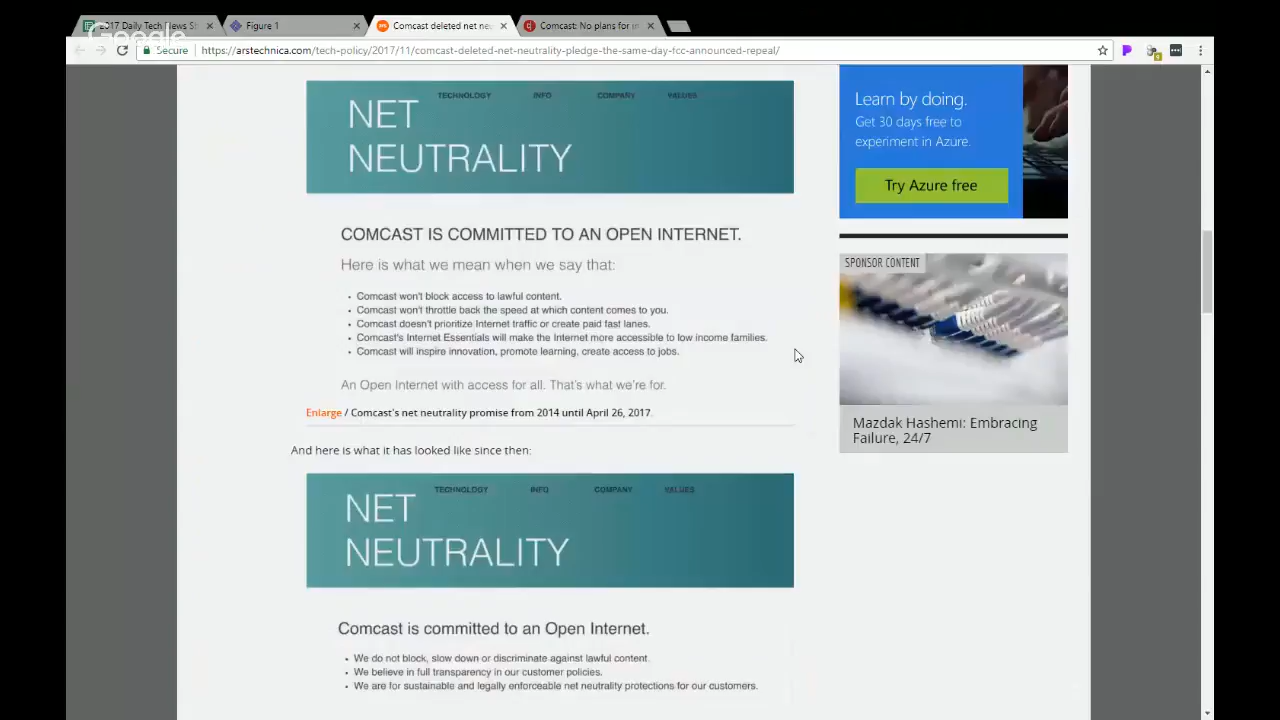 2017 Daily Tech News Sh
Figure 1
Comcast deleted net neu
Comcast: No plans for in
Google
Secure
https://arstechnica.com/tech-policy/2017/11/comcast-deleted-net-neutrality-pledge-the-same-day-fcc-announced-repeal/
TECHNOLOGY INFO COMPANY VALUES
NET
NEUTRALITY
COMCAST IS COMMITTED TO AN OPEN INTERNET.
Here is what we mean when we say that:
• Comcast won't block access to lawful content.
• Comcast won't throttle back the speed at which content comes to you.
• Comcast doesn't prioritize Internet traffic or create paid fast lanes.
• Comcast's Internet Essentials will make the Internet more accessible to low income families.
• Comcast will inspire innovation, promote learning, create access to jobs.
An Open Internet with access for all. That's what we're for.
Enlarge / Comcast's net neutrality promise from 2014 until April 26, 2017.
And here is what it has looked like since then:
TECHNOLOGY INFO COMPANY VALUES
NET
NEUTRALITY
Comcast is committed to an Open Internet.
• We do not block, slow down or discriminate against lawful content.
• We believe in full transparency in our customer policies.
• We are for sustainable and legally enforceable net neutrality protections for our customers.
Learn by doing.
Get 30 days free to
experiment in Azure.
Try Azure free
SPONSOR CONTENT
Mazdak Hashemi: Embracing
Failure, 24/7